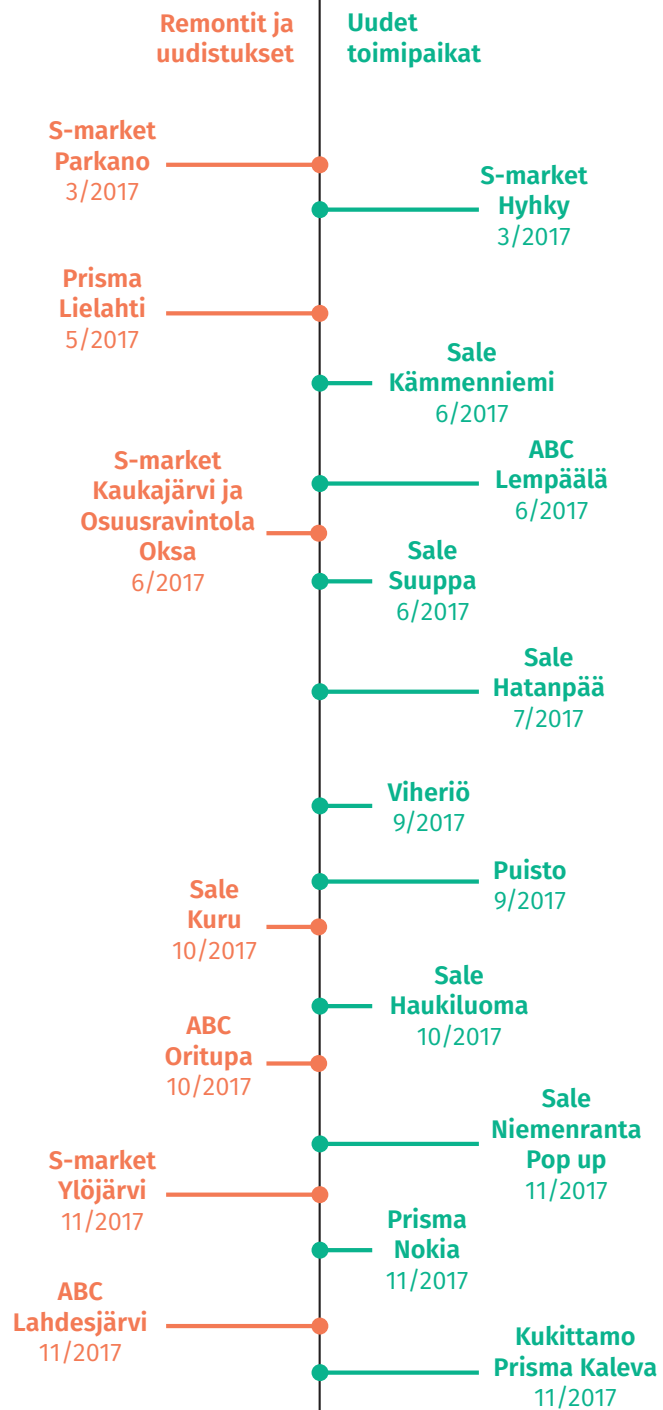 Remontit ja
uudistukset
Uudet
toimipaikat
S-market
Parkano
3/2017
S-market
Hyhky
3/2017
Prisma
Lielahti
5/2017
Sale
Kämmenniemi
6/2017
ABC
Lempäälä
6/2017
S-market
Kaukajärvi ja
Osuusravintola
Oksa
6/2017
Sale
Suuppa
6/2017
Sale
Hatanpää
7/2017
Viheriö
9/2017
Puisto
9/2017
Sale
Kuru
10/2017
Sale
Haukiluoma
10/2017
ABC
Oritupa
10/2017
Sale
Niemenranta
Pop up
11/2017
S-market
Ylöjärvi
11/2017
Prisma
Nokia
11/2017
ABC
Lahdesjärvi
11/2017
Kukittamo
Prisma Kaleva
11/2017